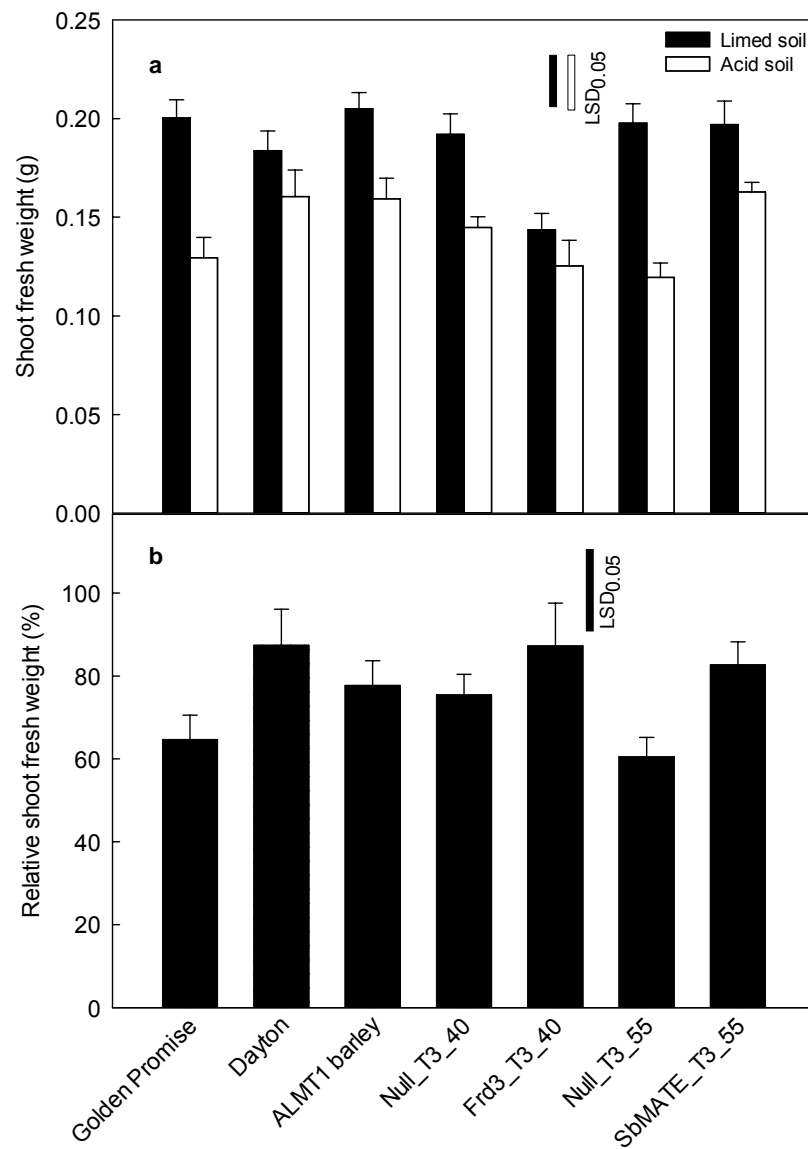 Limed soil
Acid soil
a
LSD0.05
Shoot fresh weight (g)
0.25
0.20
0.15
0.10
0.05
0.00
b
LSD0.05
Relative shoot fresh weight (%)
100
80
60
40
20
0
Golden Promise
Dayton
ALMT1 barley
Null_T3_40
Frd3_T3_40
Null_T3_55
SbMATE_T3_55